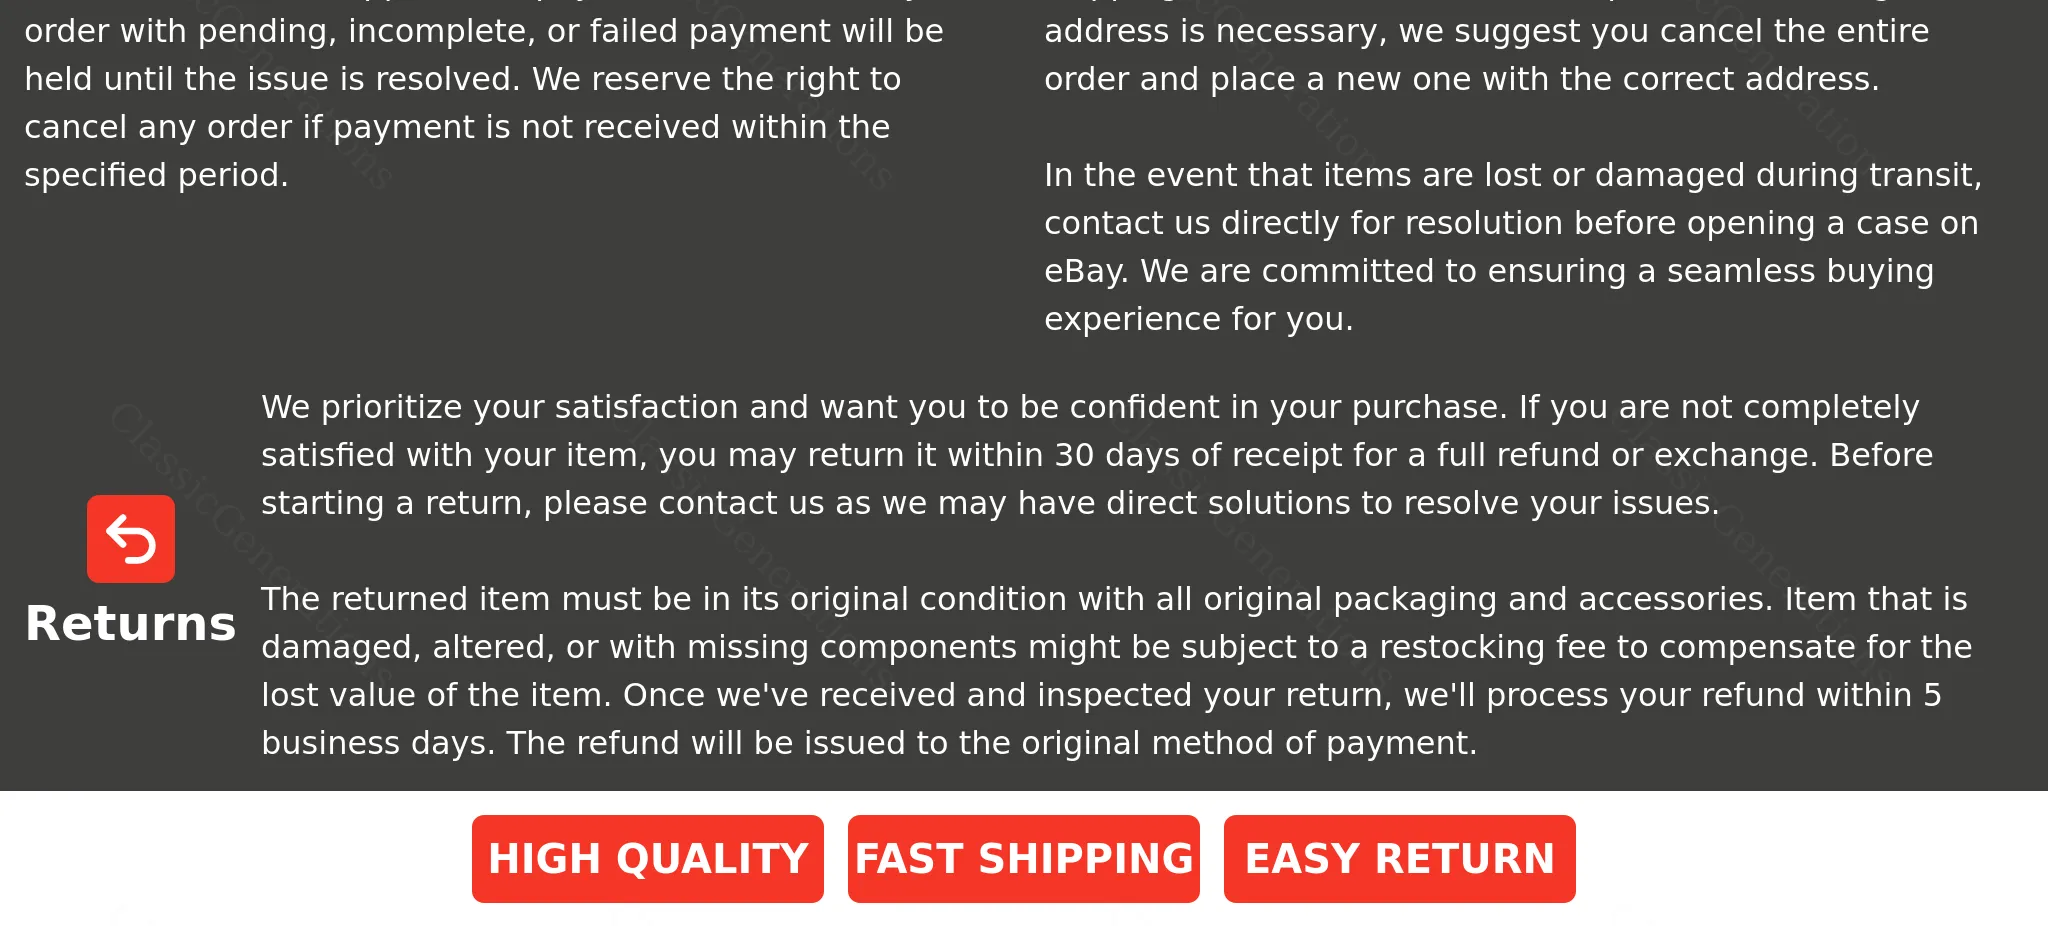 order with pending, incomplete, or failed payment will be
held until the issue is resolved. We reserve the right to
cancel any order if payment is not received within the
specified period.
address is necessary, we suggest you cancel the entire
order and place a new one with the correct address.
In the event that items are lost or damaged during transit,
contact us directly for resolution before opening a case on
eBay. We are committed to ensuring a seamless buying
experience for you.
Returns
We prioritize your satisfaction and want you to be confident in your purchase. If you are not completely
satisfied with your item, you may return it within 30 days of receipt for a full refund or exchange. Before
starting a return, please contact us as we may have direct solutions to resolve your issues.
The returned item must be in its original condition with all original packaging and accessories. Item that is
damaged, altered, or with missing components might be subject to a restocking fee to compensate for the
lost value of the item. Once we've received and inspected your return, we'll process your refund within 5
business days. The refund will be issued to the original method of payment.
HIGH QUALITY
FAST SHIPPING
EASY RETURN
ClassicGenerations
ClassicGenerations
ClassicGenerations
ClassicGenerations